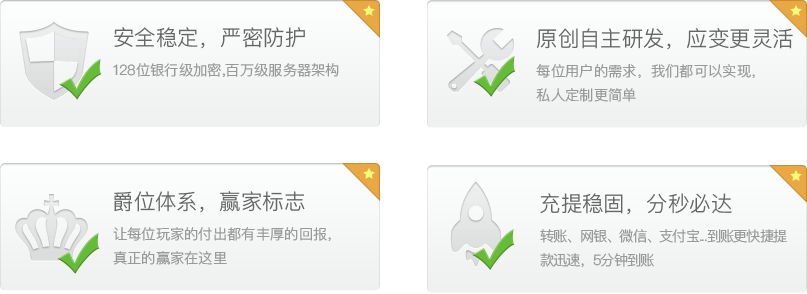 安全稳定，严密防护
128位银行级加密,百万级服务器架构
原创自主研发，应变更灵活
每位用户的需求，我们都可以实现，
私人定制更简单
爵位体系，赢家标志
让每位玩家的付出都有丰厚的回报，
真正的赢家在这里
充提稳固，分秒必达
转账、网银、微信、支付宝...到账更快捷提
款迅速，5分钟到账